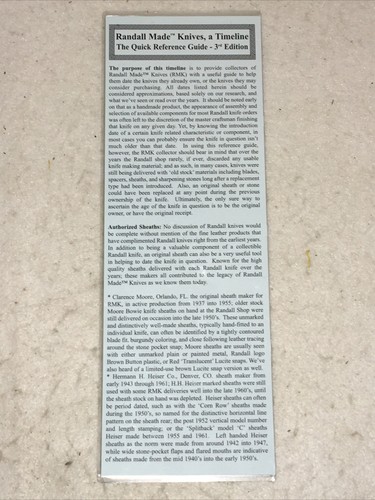 Randall Made™ Knives, a Timeline
The Quick Reference Guide - 3rd Edition
The purpose of this timeline is to provide collectors of
Randall Made™ Knives (RMK) with a useful guide to help
them date the knives they already own, or the knives they may
consider purchasing. All dates listed herein should be
considered approximations, based solely on our research, and
what we've seen or read over the years. It should be noted early
on that as a handmade product, the appearance of assembly and
selection of available components for most Randall knife orders
was often left to the discretion of the master craftsman finishing
that knife on any given day. Yet, by knowing the introduction
date of a certain knife related characteristic or component, in
most cases you can probably ensure the knife in question isn't
much older than that date. In using this reference guide,
however, the RMK collector should bear in mind that over the
years the Randall shop rarely, if ever, discarded any usable
knife making material; and as such, in many cases, knives were
still being delivered with 'old stock' materials including blades,
spacers, sheaths, and sharpening stones long after a replacement
type had been introduced. Also, an original sheath or stone
could have been replaced at any point during the previous
ownership of the knife. Ultimately, the only sure way to
ascertain the age of the knife in question is to be the original
owner, or have the original receipt.
Authorized Sheaths: No discussion of Randall knives would
be complete without mention of the fine leather products that
have complimented Randall knives right from the earliest years.
In addition to being a valuable component of a collectible
Randall knife, an original sheath can also be a very useful tool
in helping to date the knife in question. Known for the high
quality sheaths delivered with each Randall knife over the
years; these makers all contributed to the legacy of Randall
Made™ Knives as we know them today.
* Clarence Moore, Orlando, FL, the original sheath maker for
RMK, in active production from 1937 into 1955; older stock
Moore Bowie knife sheaths on hand at the Randall Shop were
still delivered on occasion into the late 1950's. These unmarked
and distinctively well-made sheaths, typically hand-fitted to an
individual knife, can often be identified by a tightly contoured
blade fit, burgundy coloring, and close following leather tracing
around the stone pocket snap; Moore sheaths are usually seen
with either unmarked plain or painted metal, Randall logo
Brown Button plastic, or Red 'Translucent' Lucite snaps. We've
also heard of a limited-use brown Lucite snap version as well.
* Hermann H. Heiser Co., Denver, CO. sheath maker from
early 1943 through 1961; H.H. Heiser marked sheaths were still
used with some RMK deliveries well into the late 1960's, until
the sheath stock on hand was depleted. Heiser sheaths can often
be period dated, such as with the 'Corn Row' sheaths made
during the 1950's, so named for the distinctive horizontal line
pattern on the sheath rear; the post 1952 vertical model number
and length stamping; or the 'Splitback' 'C' sheaths
Heiser made between 1955 and 1961. Left handed Heiser
sheaths as the norm were made from around 1942 into 1947,
while wide stone-pocket flaps and flared mouths are indicative
of sheaths made from the mid 1940's into the early 1950's.